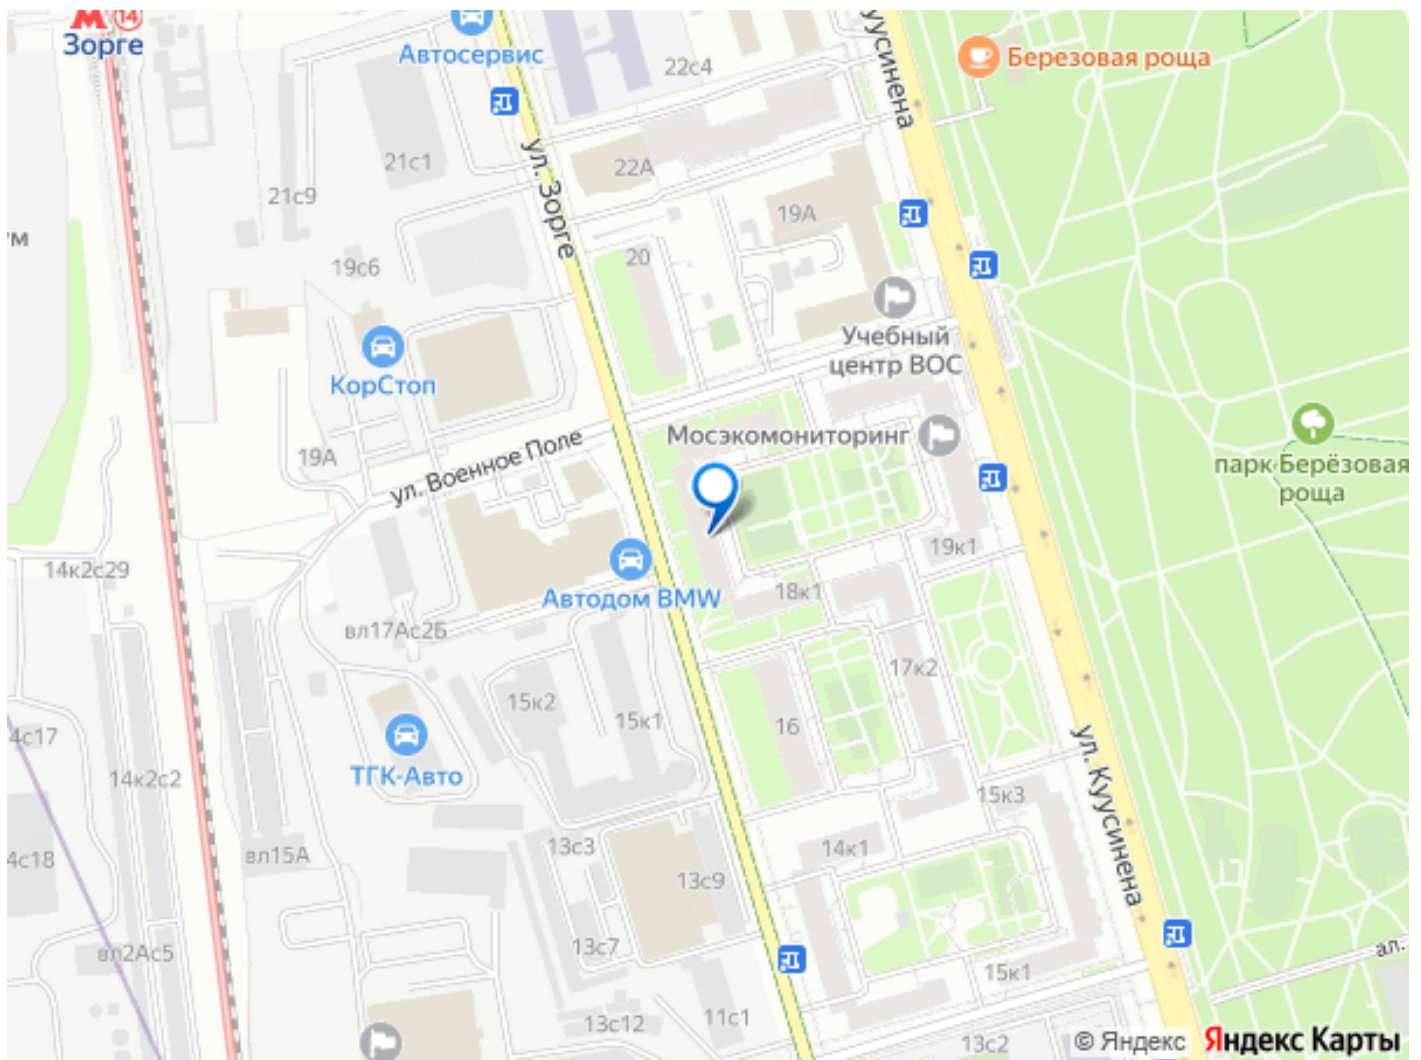 14
Зорге
Автосервис
22с4
уусинена
Березовая роща
21с1
21с9
22А
ул. Зорге
19А
ум
20
19с6
Учебный
центр ВОС
КорСтоп
Мосэкомониторинг
19А
ул. Военное Поле
парк Берёзовая
роща
14к2с29
19к1
Автодом BMW
18к1
вл17Ас2Б
17к2
15к2
15к1
16
4с17
ТГК-Авто
14к2с2
ул. Куусинена
15к3
4с18
вл15А
13с3
14к1
13с9
вл2Ас5
13с7
ал.
15к1
13с12
11с1
13с2
© Яндекс Яндекс Карты